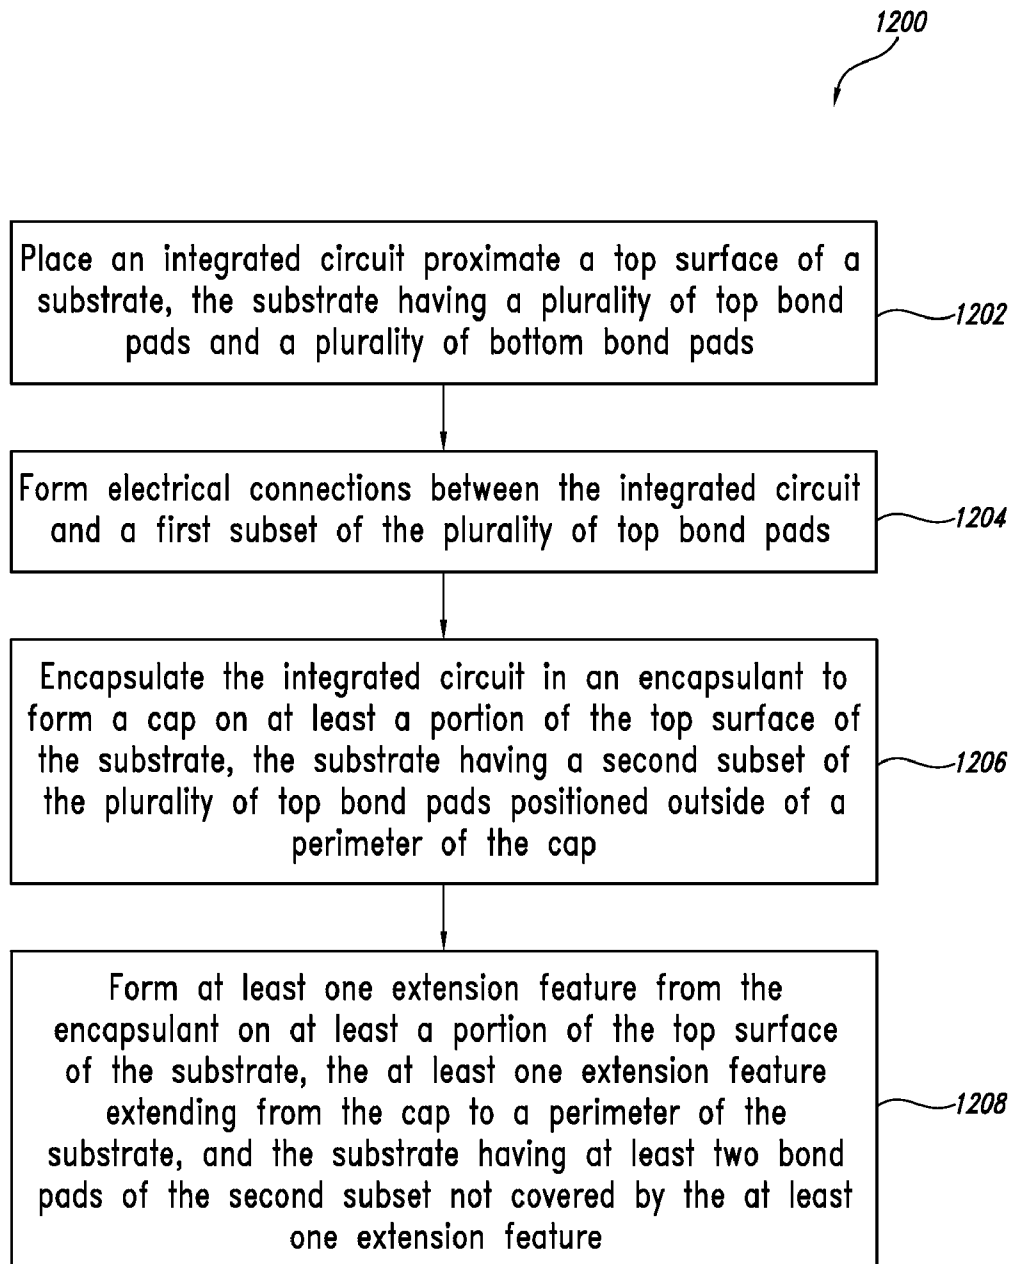 1200
Place an integrated circuit proximate a top surface of a
substrate, the substrate having a plurality of top bond
pads and a plurality of bottom bond pads
1202
Form electrical connections between the integrated circuit
and a first subset of the plurality of top bond pads
1204
Encapsulate the integrated circuit in an encapsulant to
form a cap on at least a portion of the top surface of
the substrate, the substrate having a second subset of
the plurality of top bond pads positioned outside of a
perimeter of the cap
1206
Form at least one extension feature from the
encapsulant on at least a portion of the top surface
of the substrate, the at least one extension feature
extending from the cap to a perimeter of the
substrate, and the substrate having at least two bond
pads of the second subset not covered by the at least
one extension feature
1208